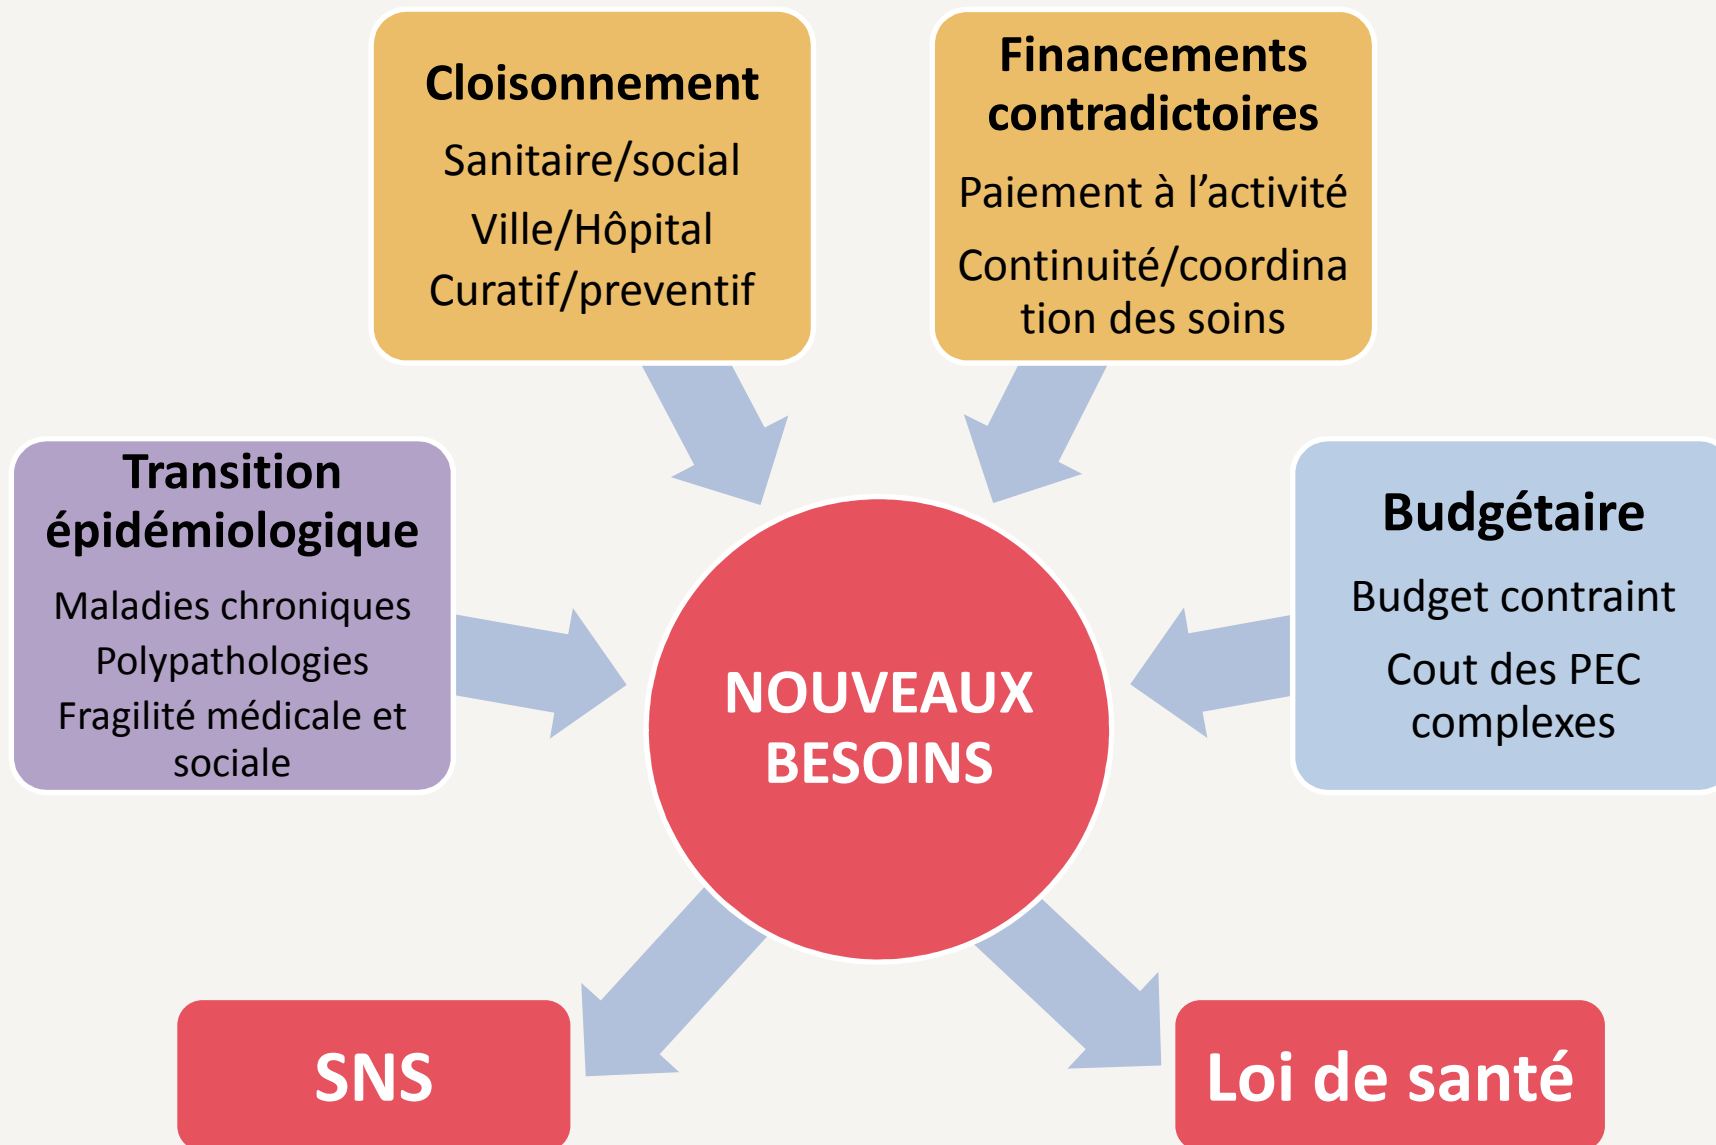 Cloisonnement
Sanitaire/social
Ville/Hôpital
Curatif/preventif
Financements
contradictoires
Paiement à l’activité
Continuité/coordina
tion des soins
Transition
épidémiologique
Maladies chroniques
Polypathologies
Fragilité médicale et
sociale
Budgétaire
Budget contraint
Cout des PEC
complexes
NOUVEAUX
BESOINS
SNS
Loi de santé